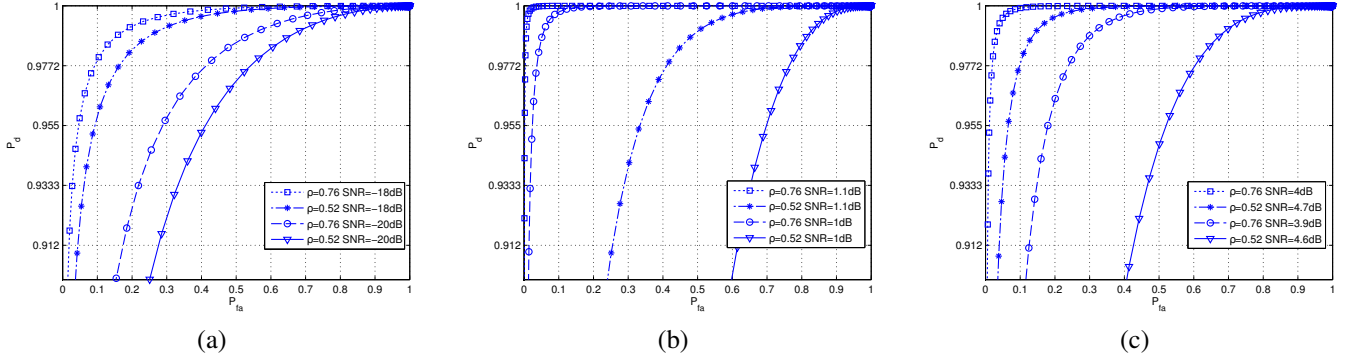 1
0.9772
0.955
0.9333
0.912
P_d
0 0.1 0.2 0.3 0.4 0.5 0.6 0.7 0.8 0.9 1
P_fa
ρ=0.76 SNR=−18dB
ρ=0.52 SNR=−18dB
ρ=0.76 SNR=−20dB
ρ=0.52 SNR=−20dB
(a)
1
0.9772
0.955
0.9333
0.912
P_d
0 0.1 0.2 0.3 0.4 0.5 0.6 0.7 0.8 0.9 1
P_fa
ρ=0.76 SNR=1.1dB
ρ=0.52 SNR=1.1dB
ρ=0.76 SNR=1dB
ρ=0.52 SNR=1dB
(b)
1
0.9772
0.955
0.9333
0.912
P_d
0 0.1 0.2 0.3 0.4 0.5 0.6 0.7 0.8 0.9 1
P_fa
ρ=0.76 SNR=4dB
ρ=0.52 SNR=4.7dB
ρ=0.76 SNR=3.9dB
ρ=0.52 SNR=4.6dB
(c)